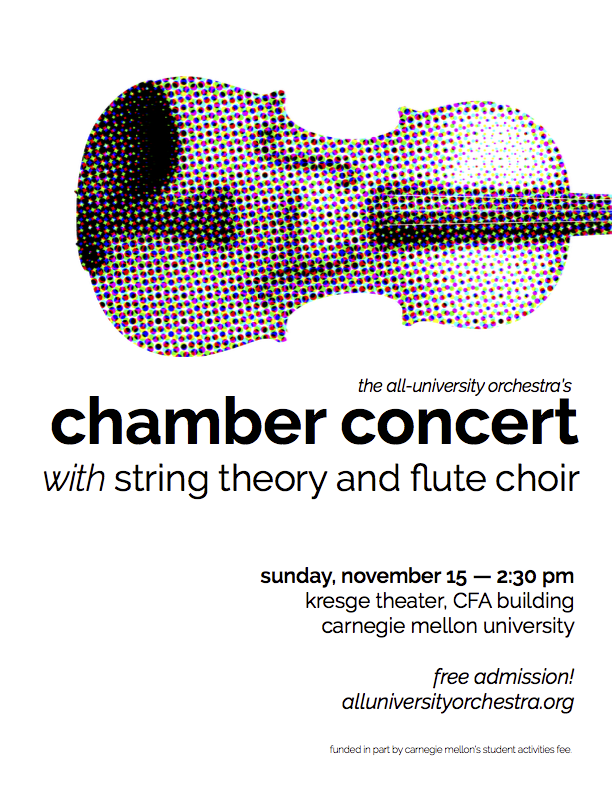 the all-university orchestra's
chamber concert
with string theory and flute choir
sunday, november 15 — 2:30 pm
kresge theater, CFA building
carnegie mellon university
free admission!
alluniversityorchestra.org
funded in part by carnegie mellon's student activities fee.